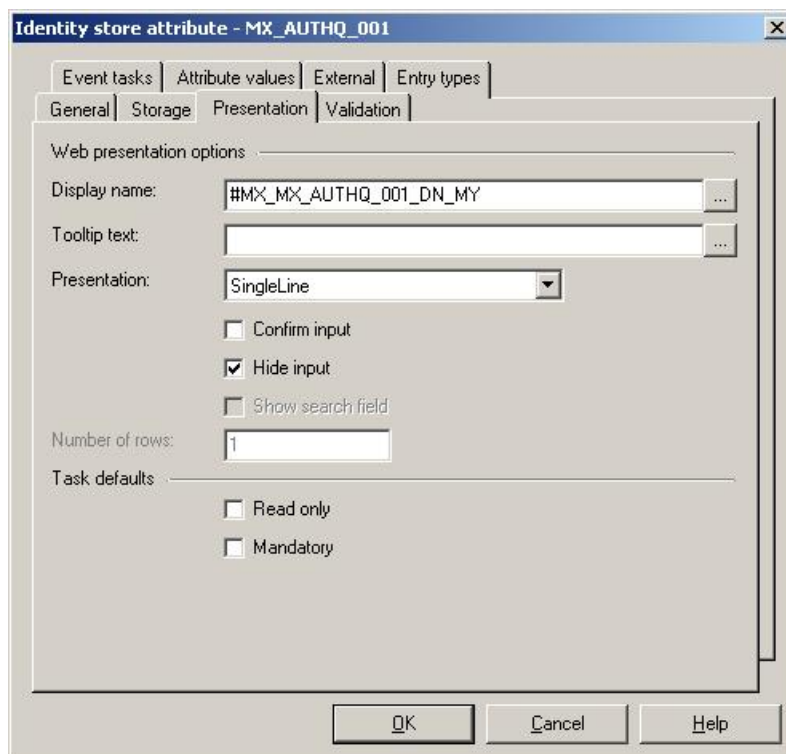 Identity store attribute - MX_AUTHQ_001
Event tasks Attribute values External Entry types
General Storage Presentation Validation
Web presentation options
Display name: #MX_MX_AUTHQ_001_DN_MY ...
Tooltip text: ...
Presentation: SingleLine
Confirm input
Hide input
Show search field
Number of rows: 1
Task defaults
Read only
Mandatory
OK Cancel Help